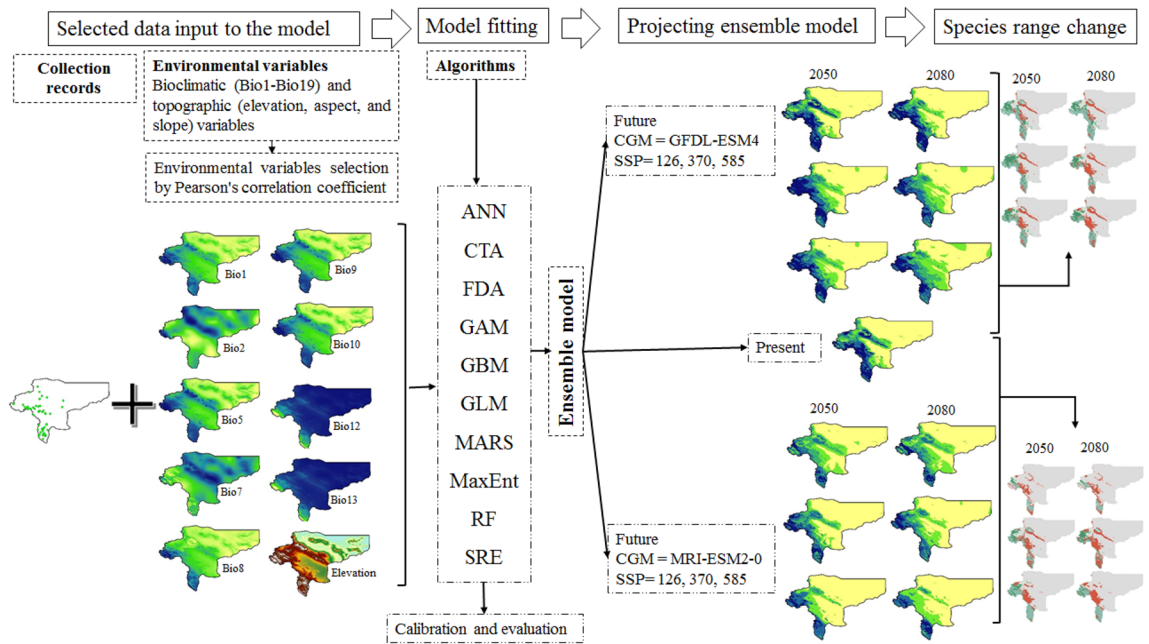 Selected data input to the model
Model fitting
Projecting ensemble model
Species range change
Collection
records
Environmental variables
Bioclimatic (Bio1-Bio19) and
topographic (elevation, aspect, and
slope) variables
Environmental variables selection
by Pearson's correlation coefficient
Bio1
Bio9
Bio2
Bio10
Bio5
Bio12
Bio7
Bio13
Bio8
Elevation
Algorithms
ANN
CTA
FDA
GAM
GBM
GLM
MARS
MaxEnt
RF
SRE
Calibration and evaluation
Ensemble model
Future
CGM = GFDL-ESM4
SSP= 126, 370, 585
2050
2080
Present
Future
CGM = MRI-ESM2-0
SSP= 126, 370, 585
2050
2080
2050
2080
2050
2080